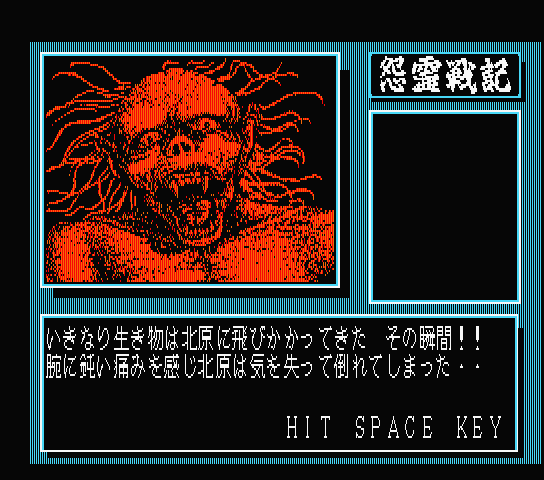 怨霊戦記
いきなり生き物は北原に飛びかかってきた　その瞬間！！
腕に鈍い痛みを感じ北原は気を失って倒れてしまった・・
HIT SPACE KEY